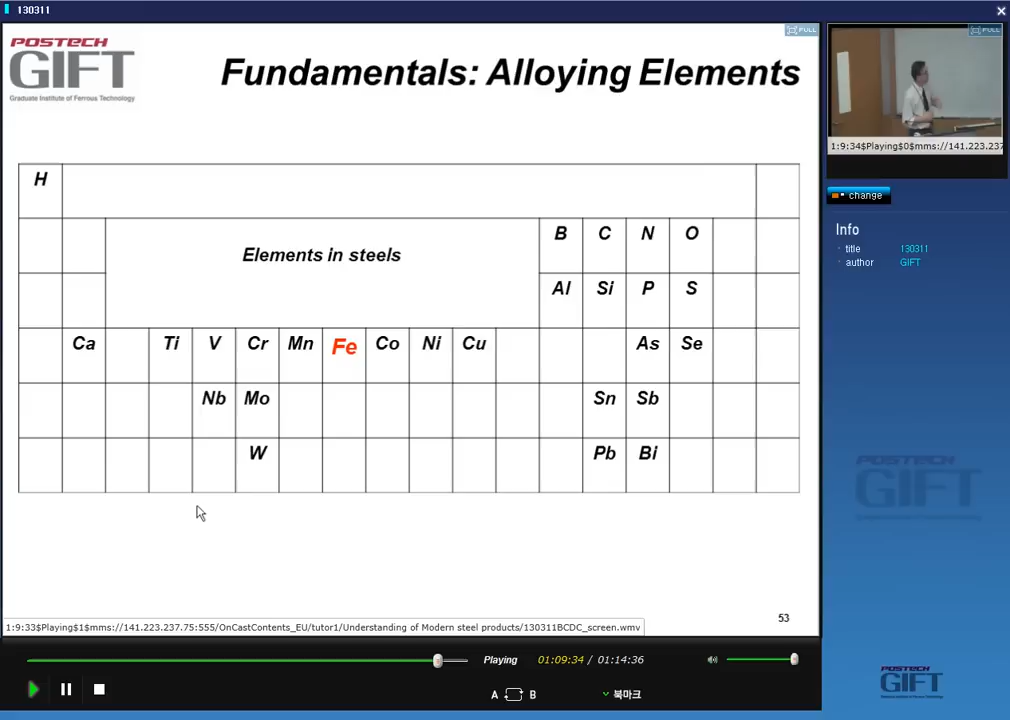 130311
POSTECH
GIFT
Graduate Institute of Ferrous Technology
Fundamentals: Alloying Elements
FULL
FULL
1:9:34$Playing$0$mms://141.223.237
change
Info
title 130311
author GIFT
H
B C N O
Elements in steels
Al Si P S
Ca Ti V Cr Mn Fe Co Ni Cu As Se
Nb Mo Sn Sb
W Pb Bi
POSTECH
GIFT
53
1:9:33$Playing$1$mms://141.223.237.75:555/OnCastContents_EU/tutor1/Understanding of Modern steel products/130311BCDC_screen.wmv
Playing 01:09:34 / 01:14:36
A B 북마크
POSTECH
GIFT